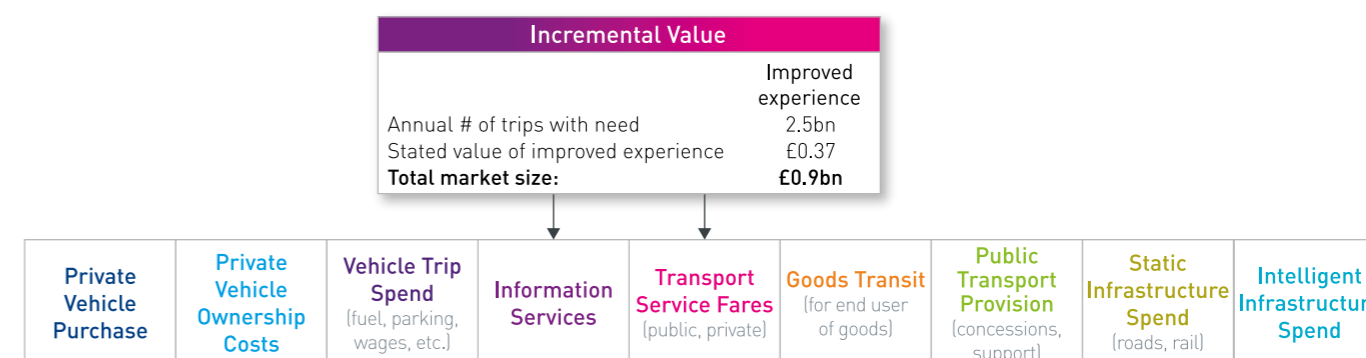 Incremental Value
Improved
experience
Annual # of trips with need 2.5bn
Stated value of improved experience £0.37
Total market size: £0.9bn
Private
Vehicle
Purchase
Private
Vehicle
Ownership
Costs
Vehicle Trip
Spend
(fuel, parking,
wages, etc.)
Information
Services
Transport
Service Fares
(public, private)
Goods Transit
(for end user
of goods)
Public
Transport
Provision
(concessions,
support)
Static
Infrastructure
Spend
(roads, rail)
Intelligent
Infrastructur
Spend